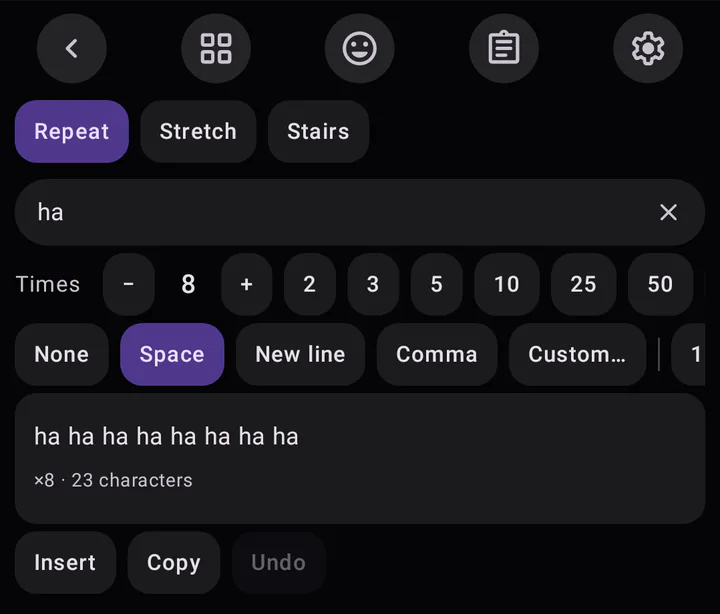 Repeat Stretch Stairs
ha
Times − 8 + 2 3 5 10 25 50
None Space New line Comma Custom... 1
ha ha ha ha ha ha ha ha
×8 · 23 characters
Insert Copy Undo